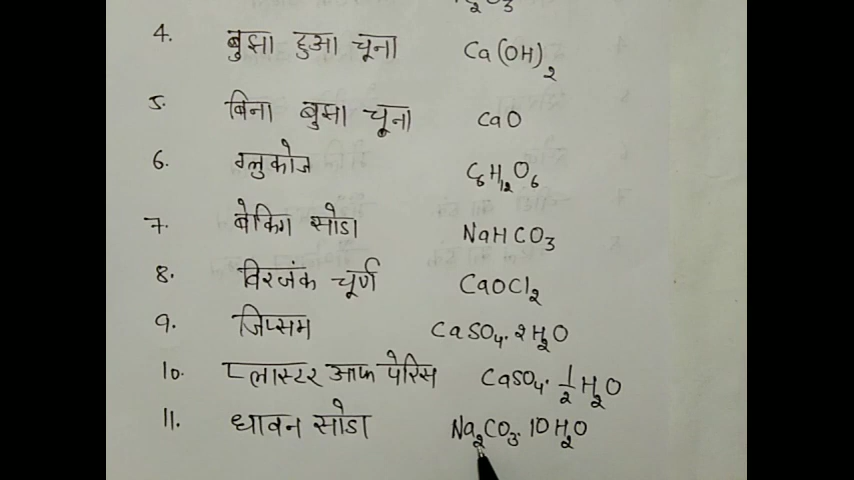 4. बुझा हुआ चूना Ca(OH)₂
5. बिना बुझा चूना CaO
6. ग्लुकोज C₆H₁₂O₆
7. बेकिंग सोडा NaHCO₃
8. विरजंक चूर्ण CaOCl₂
9. जिप्सम CaSO₄·2H₂O
10. प्लास्टर आफ पेरिस CaSO₄·1/2H₂O
11. धावन सोडा Na₂CO₃·10H₂O